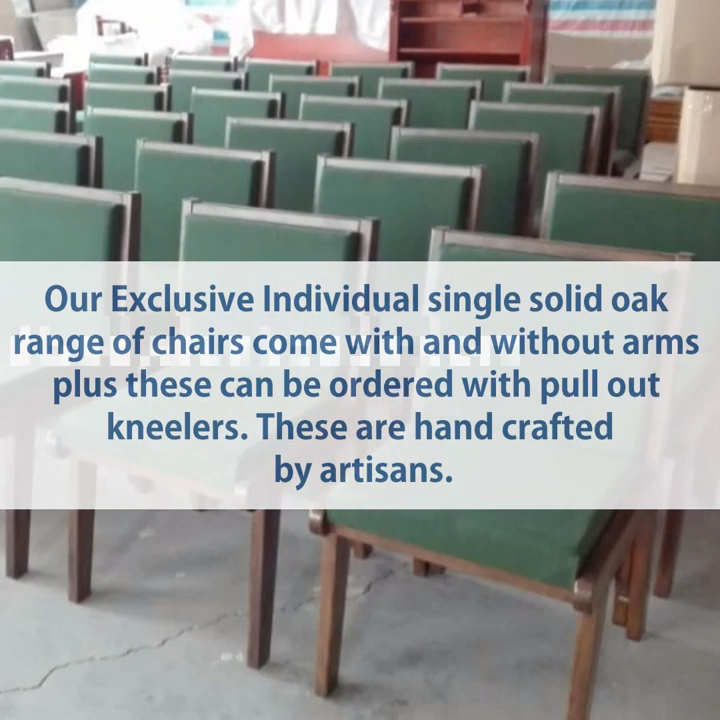 Our Exclusive Individual single solid oak
range of chairs come with and without arms
plus these can be ordered with pull out
kneelers. These are hand crafted
by artisans.